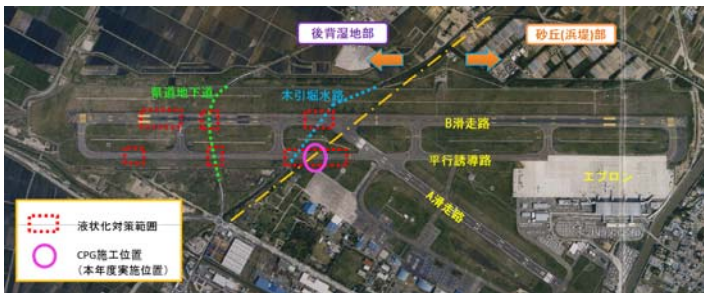 後背湿地部
砂丘(浜堤)部
県道地下道
木引堀水路
B滑走路
平行誘導路
エプロン
A滑走路
液状化対策範囲
CPG施工位置
(本年度実施位置)